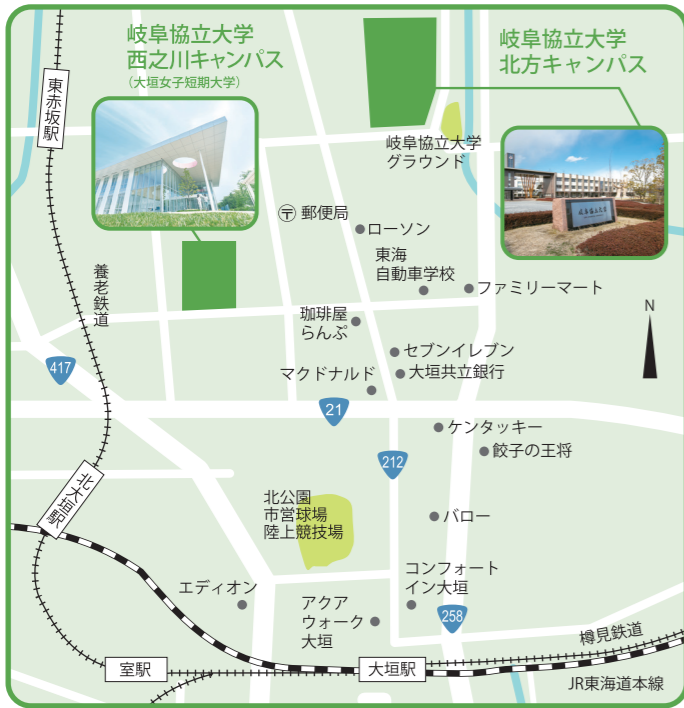 岐阜協立大学
西之川キャンパス
(大垣女子短期大学)
岐阜協立大学
北方キャンパス
東赤坂駅
岐阜協立大学
グラウンド
岐阜協立大学
〒 郵便局
ローソン
東海
自動車学校
ファミリーマート
養老鉄道
珈琲屋
らんぷ
N
セブンイレブン
大垣共立銀行
417
マクドナルド
21
ケンタッキー
餃子の王将
212
北大垣駅
北公園
市営球場
陸上競技場
バロー
エディオン
コンフォート
イン大垣
アクア
ウォーク
大垣
258
樽見鉄道
室駅
大垣駅
JR東海道本線